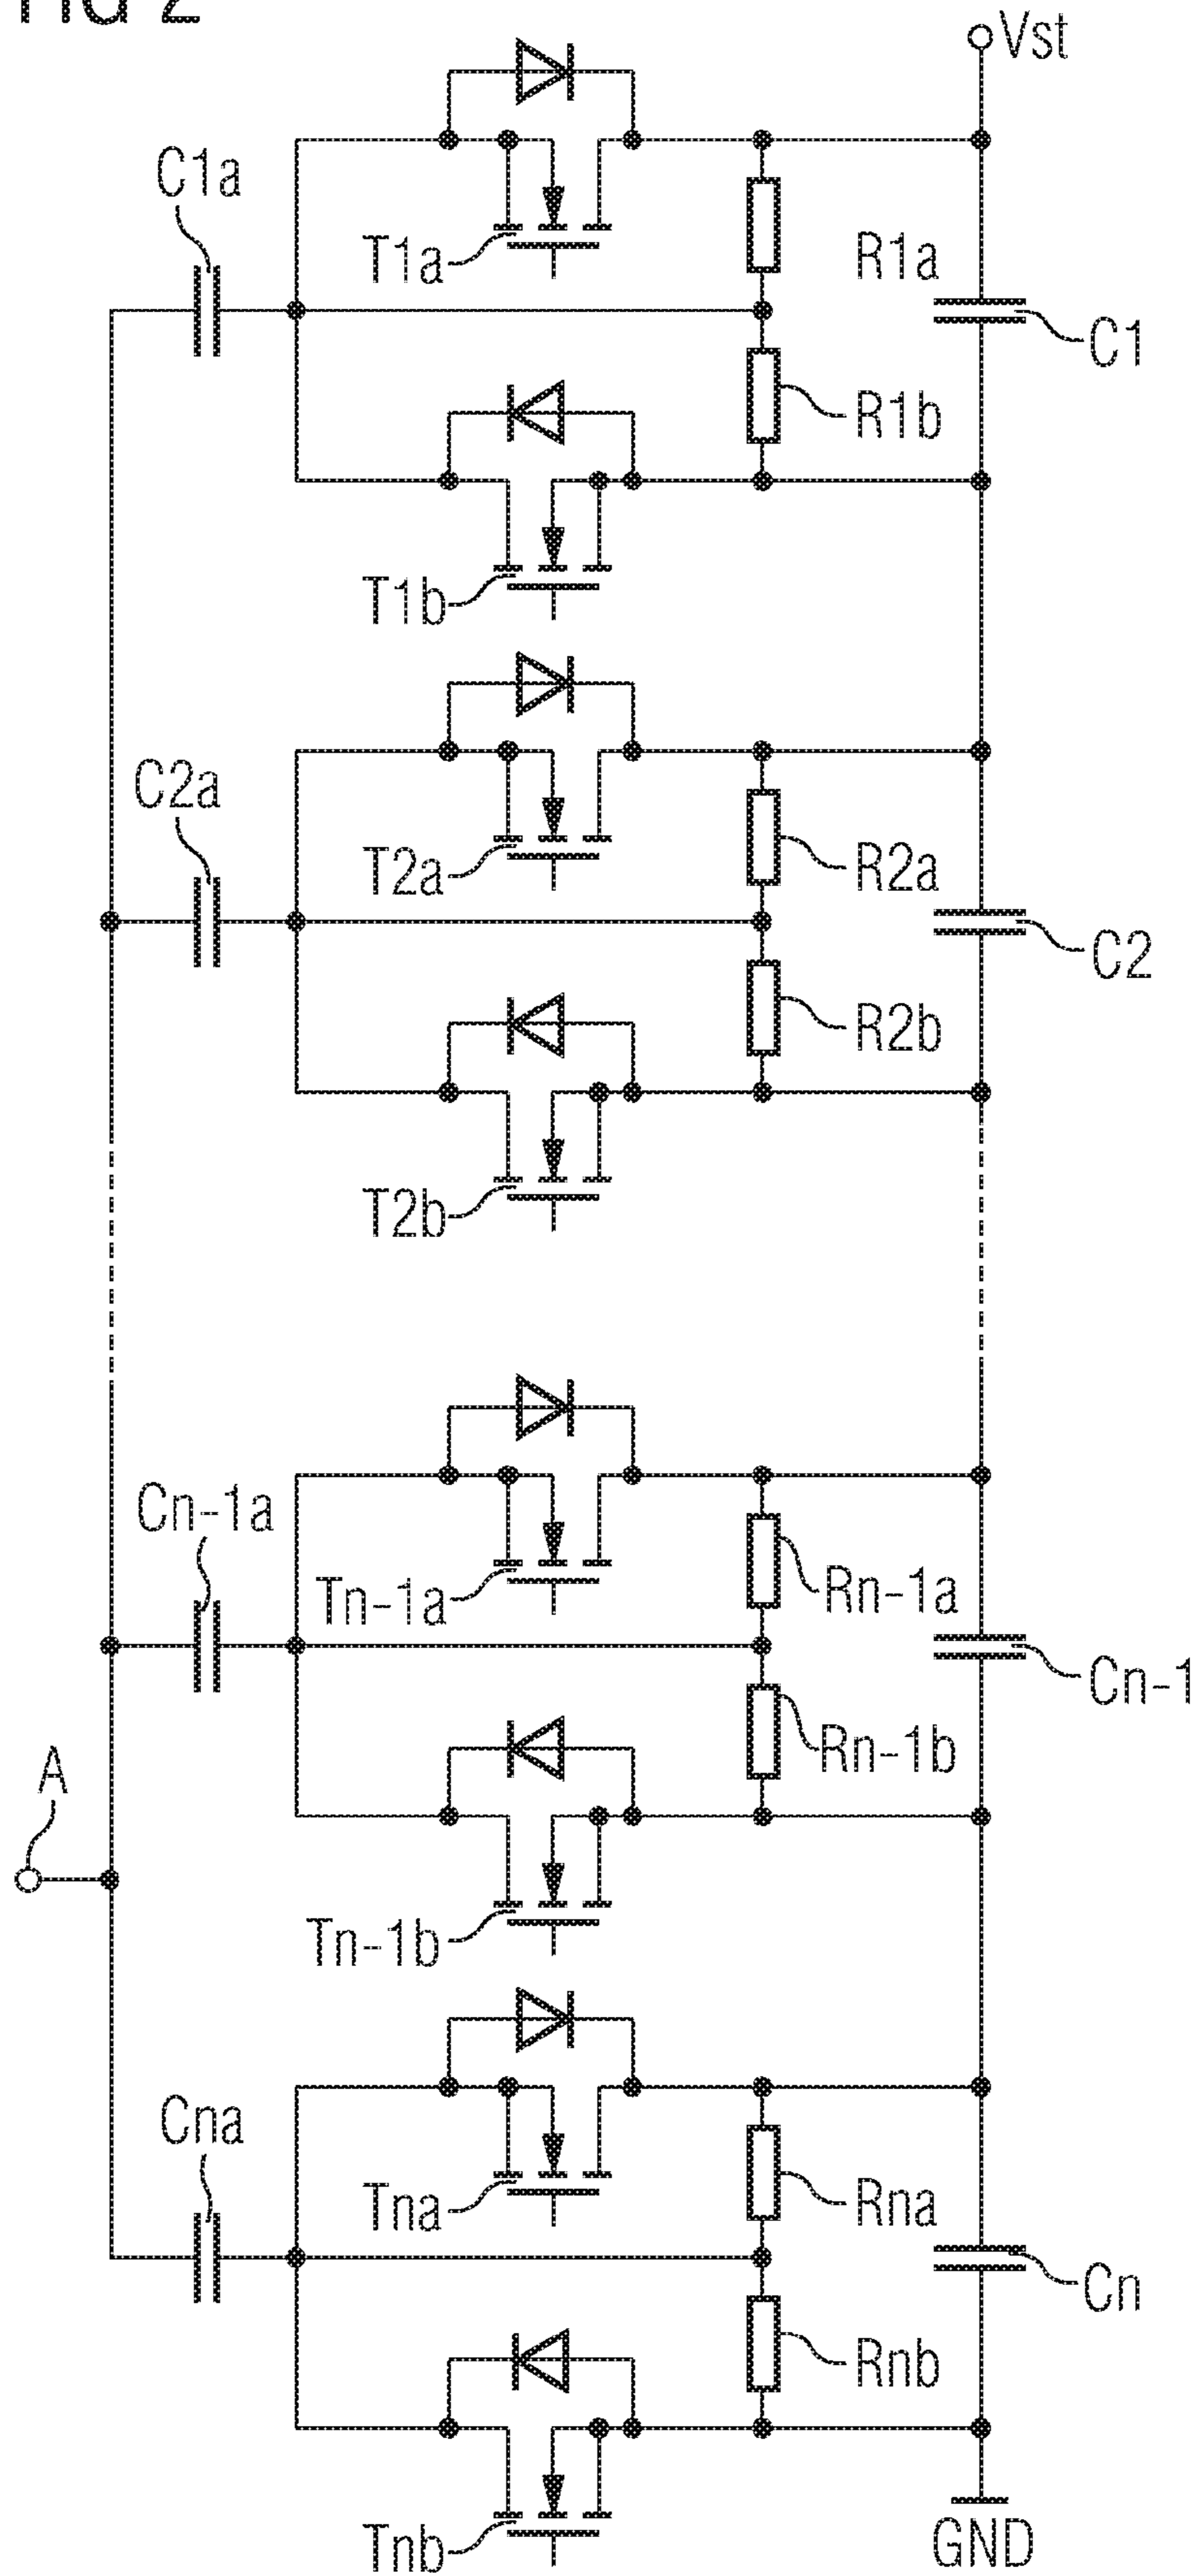 FIG 2
Vst
C1a
T1a
R1a
C1
R1b
T1b
C2a
T2a
R2a
C2
R2b
T2b
Cn-1a
Tn-1a
Rn-1a
Cn-1
Rn-1b
A
Tn-1b
Cna
Tna
Rna
Cn
Rnb
Tnb
GND